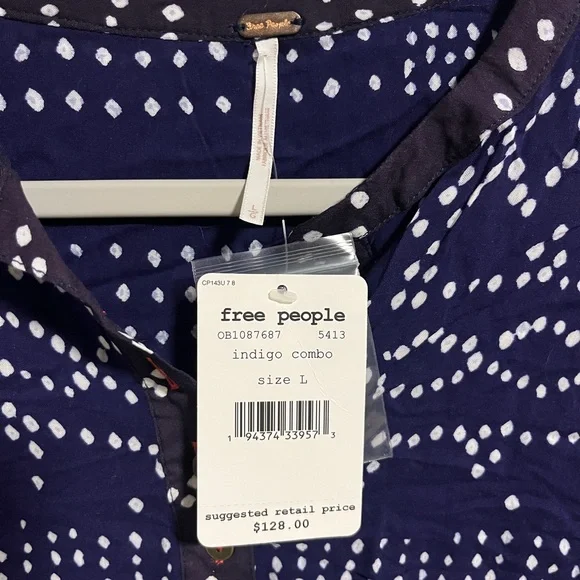 Free People
CP143U 7 8
free people
OB1087687 5413
indigo combo
size L
1 94374 33957 3
suggested retail price
$128.00